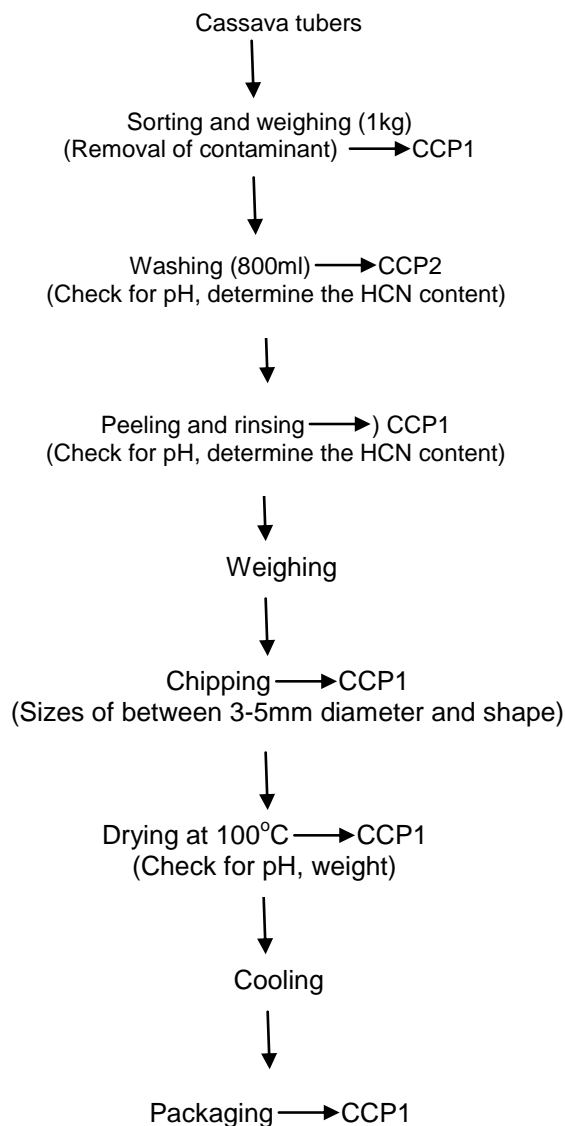 Cassava tubers
Sorting and weighing (1kg)
(Removal of contaminant) CCP1
Washing (800ml) CCP2
(Check for pH, determine the HCN content)
Peeling and rinsing ) CCP1
(Check for pH, determine the HCN content)
Weighing
Chipping CCP1
(Sizes of between 3-5mm diameter and shape)
Drying at 100oC CCP1
(Check for pH, weight)
Cooling
Packaging CCP1